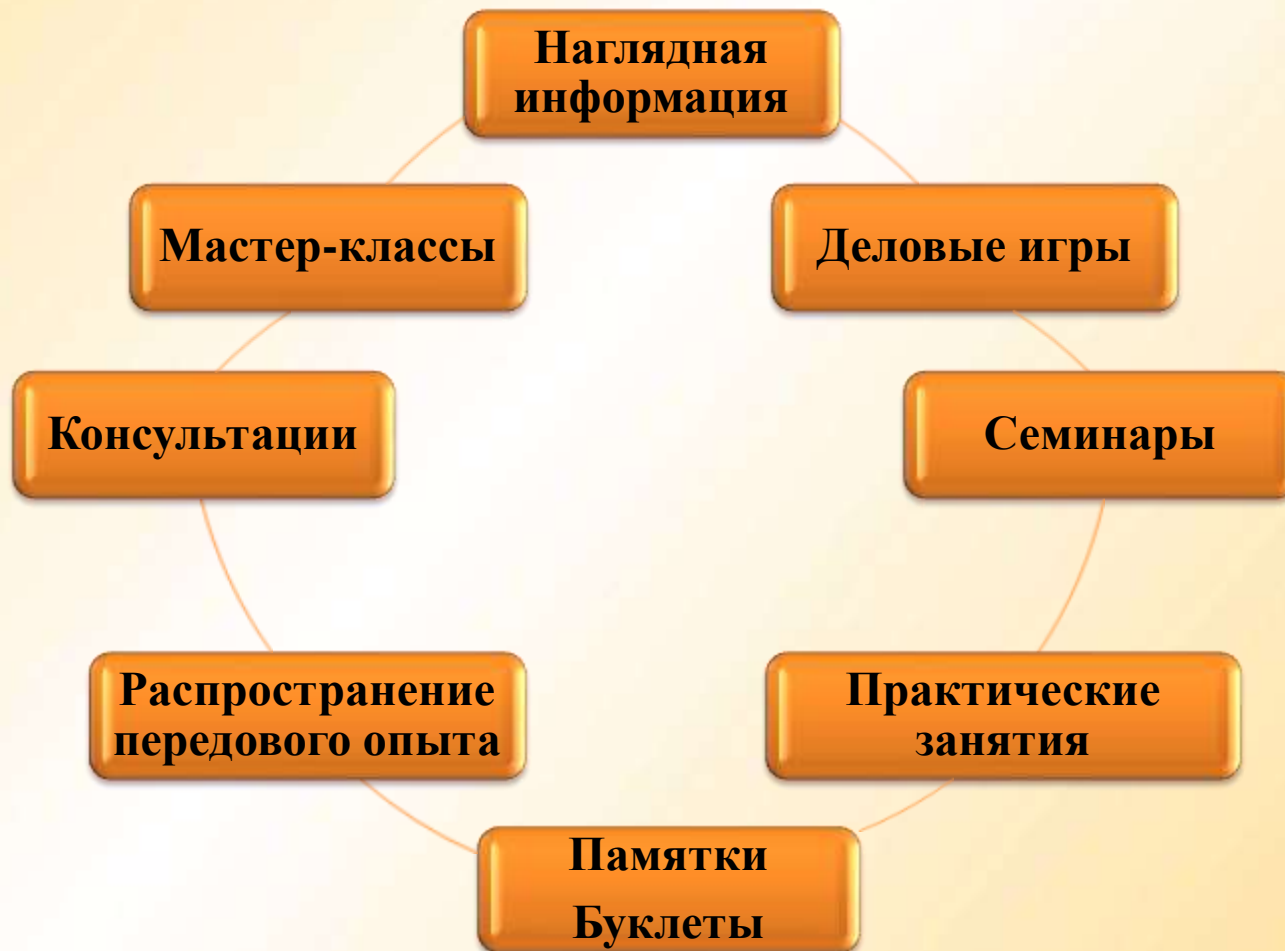 Наглядная
информация
Мастер-классы
Деловые игры
Консультации
Семинары
Распространение
передового опыта
Практические
занятия
Памятки
Буклеты